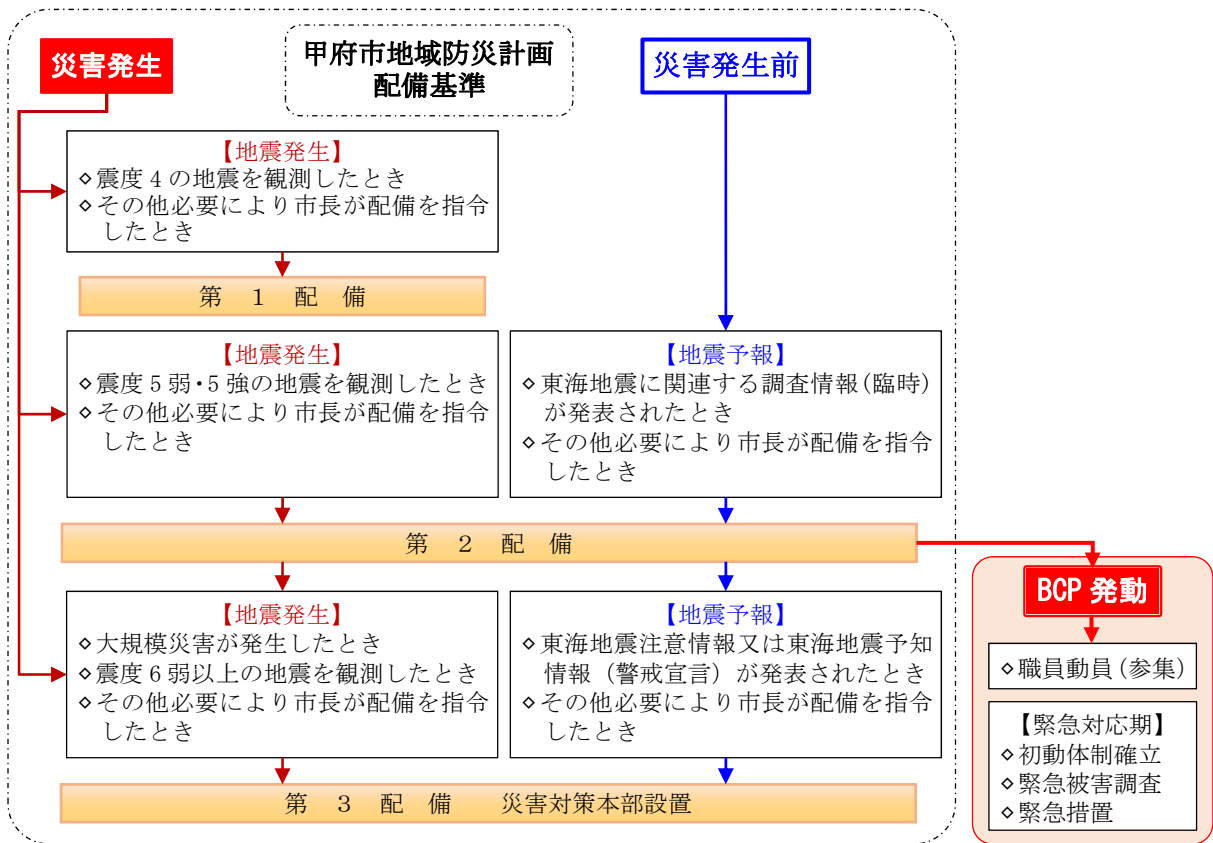 災害発生
甲府市地域防災計画
配備基準
災害発生前
【地震発生】
◇震度４の地震を観測したとき
◇その他必要により市長が配備を指令
したとき
第　１　配　備
【地震発生】
◇震度５弱・５強の地震を観測したとき
◇その他必要により市長が配備を指令
したとき
【地震予報】
◇東海地震に関連する調査情報（臨時）
が発表されたとき
◇その他必要により市長が配備を指令
したとき
第　２　配　備
【地震発生】
◇大規模災害が発生したとき
◇震度６弱以上の地震を観測したとき
◇その他必要により市長が配備を指令
したとき
【地震予報】
◇東海地震注意情報又は東海地震予知
情報（警戒宣言）が発表されたとき
◇その他必要により市長が配備を指令
したとき
第　３　配　備　　災害対策本部設置
BCP 発動
◇職員動員（参集）
【緊急対応期】
◇初動体制確立
◇緊急被害調査
◇緊急措置